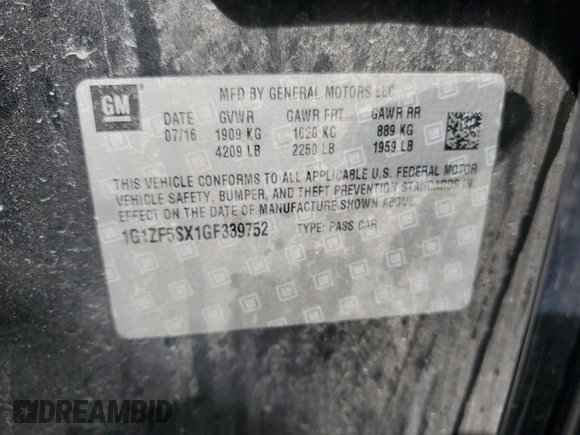 GM
MFD BY GENERAL MOTORS LLC
DATE GVWR GAWR FRT GAWR RR
07/16 1909 KG 1020 KG 889 KG
4209 LB 2250 LB 1959 LB
THIS VEHICLE CONFORMS TO ALL APPLICABLE U.S. FEDERAL MOTOR
VEHICLE SAFETY, BUMPER, AND THEFT PREVENTION STANDARDS IN
EFFECT ON THE DATE OF MANUFACTURE SHOWN ABOVE.
1G1ZF5SX1GF339752 TYPE: PASS CAR
DREAMBID